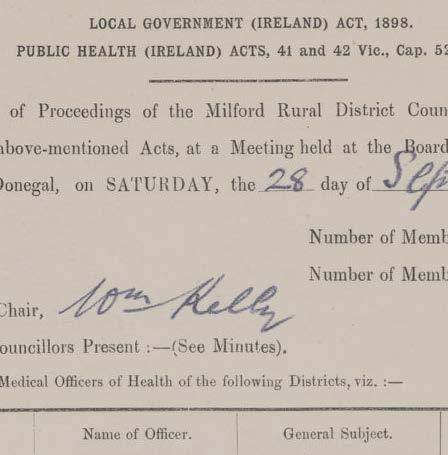 LOCAL GOVERNMENT (IRELAND) ACT, 1898.
PUBLIC HEALTH (IRELAND) ACTS, 41 and 42 Vic., Cap. 52
of Proceedings of the Milford Rural District Coun
above-mentioned Acts, at a Meeting held at the Board
Donegal, on SATURDAY, the 28 day of Sep
Number of Memb
Number of Memb
Chair, Wm Kelly
ouncillors Present :—(See Minutes).
Medical Officers of Health of the following Districts, viz. :—
Name of Officer. General Subject.